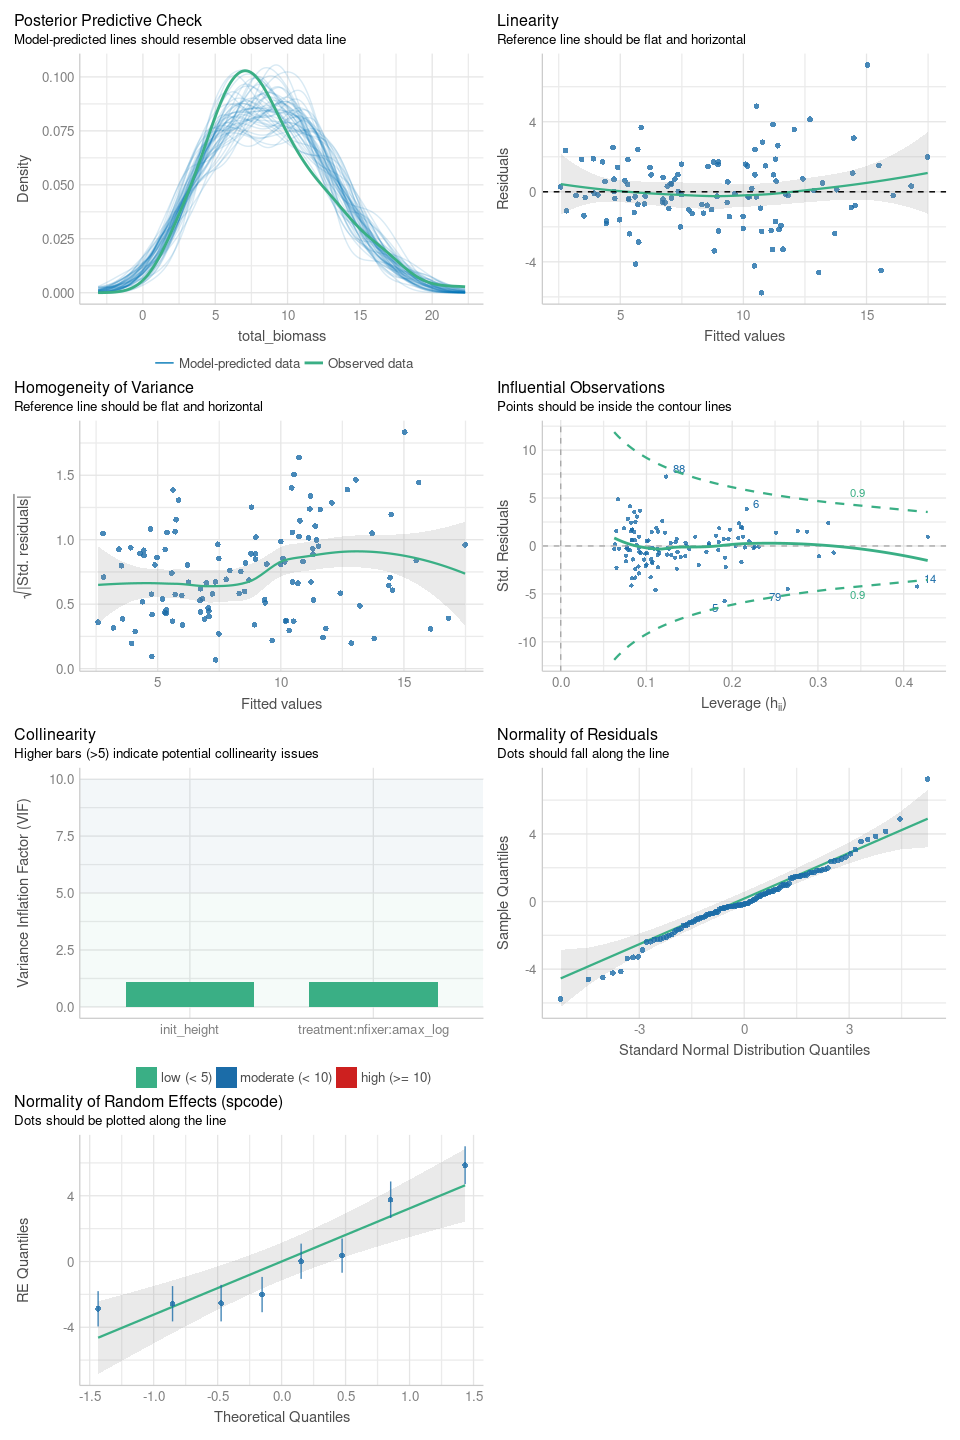 Posterior Predictive Check
Model-predicted lines should resemble observed data line
Density
0.100
0.075
0.050
0.025
0.000
0
5
10
15
20
total_biomass
Model-predicted data
Observed data
Linearity
Reference line should be flat and horizontal
Residuals
4
0
-4
5
10
15
Fitted values
Homogeneity of Variance
Reference line should be flat and horizontal
√|Std. residuals|
1.5
1.0
0.5
0.0
5
10
15
Fitted values
Influential Observations
Points should be inside the contour lines
Std. Residuals
10
5
0
-5
-10
88
6
0.9
14
79
0.9
5
0.0
0.1
0.2
0.3
0.4
Leverage (hii)
Collinearity
Higher bars (>5) indicate potential collinearity issues
Variance Inflation Factor (VIF)
10.0
7.5
5.0
2.5
0.0
init_height
treatment:nfixer:amax_log
low (< 5)
moderate (< 10)
high (>= 10)
Normality of Residuals
Dots should fall along the line
Sample Quantiles
4
0
-4
-3
0
3
Standard Normal Distribution Quantiles
Normality of Random Effects (spcode)
Dots should be plotted along the line
RE Quantiles
4
0
-4
-1.5
-1.0
-0.5
0.0
0.5
1.0
1.5
Theoretical Quantiles